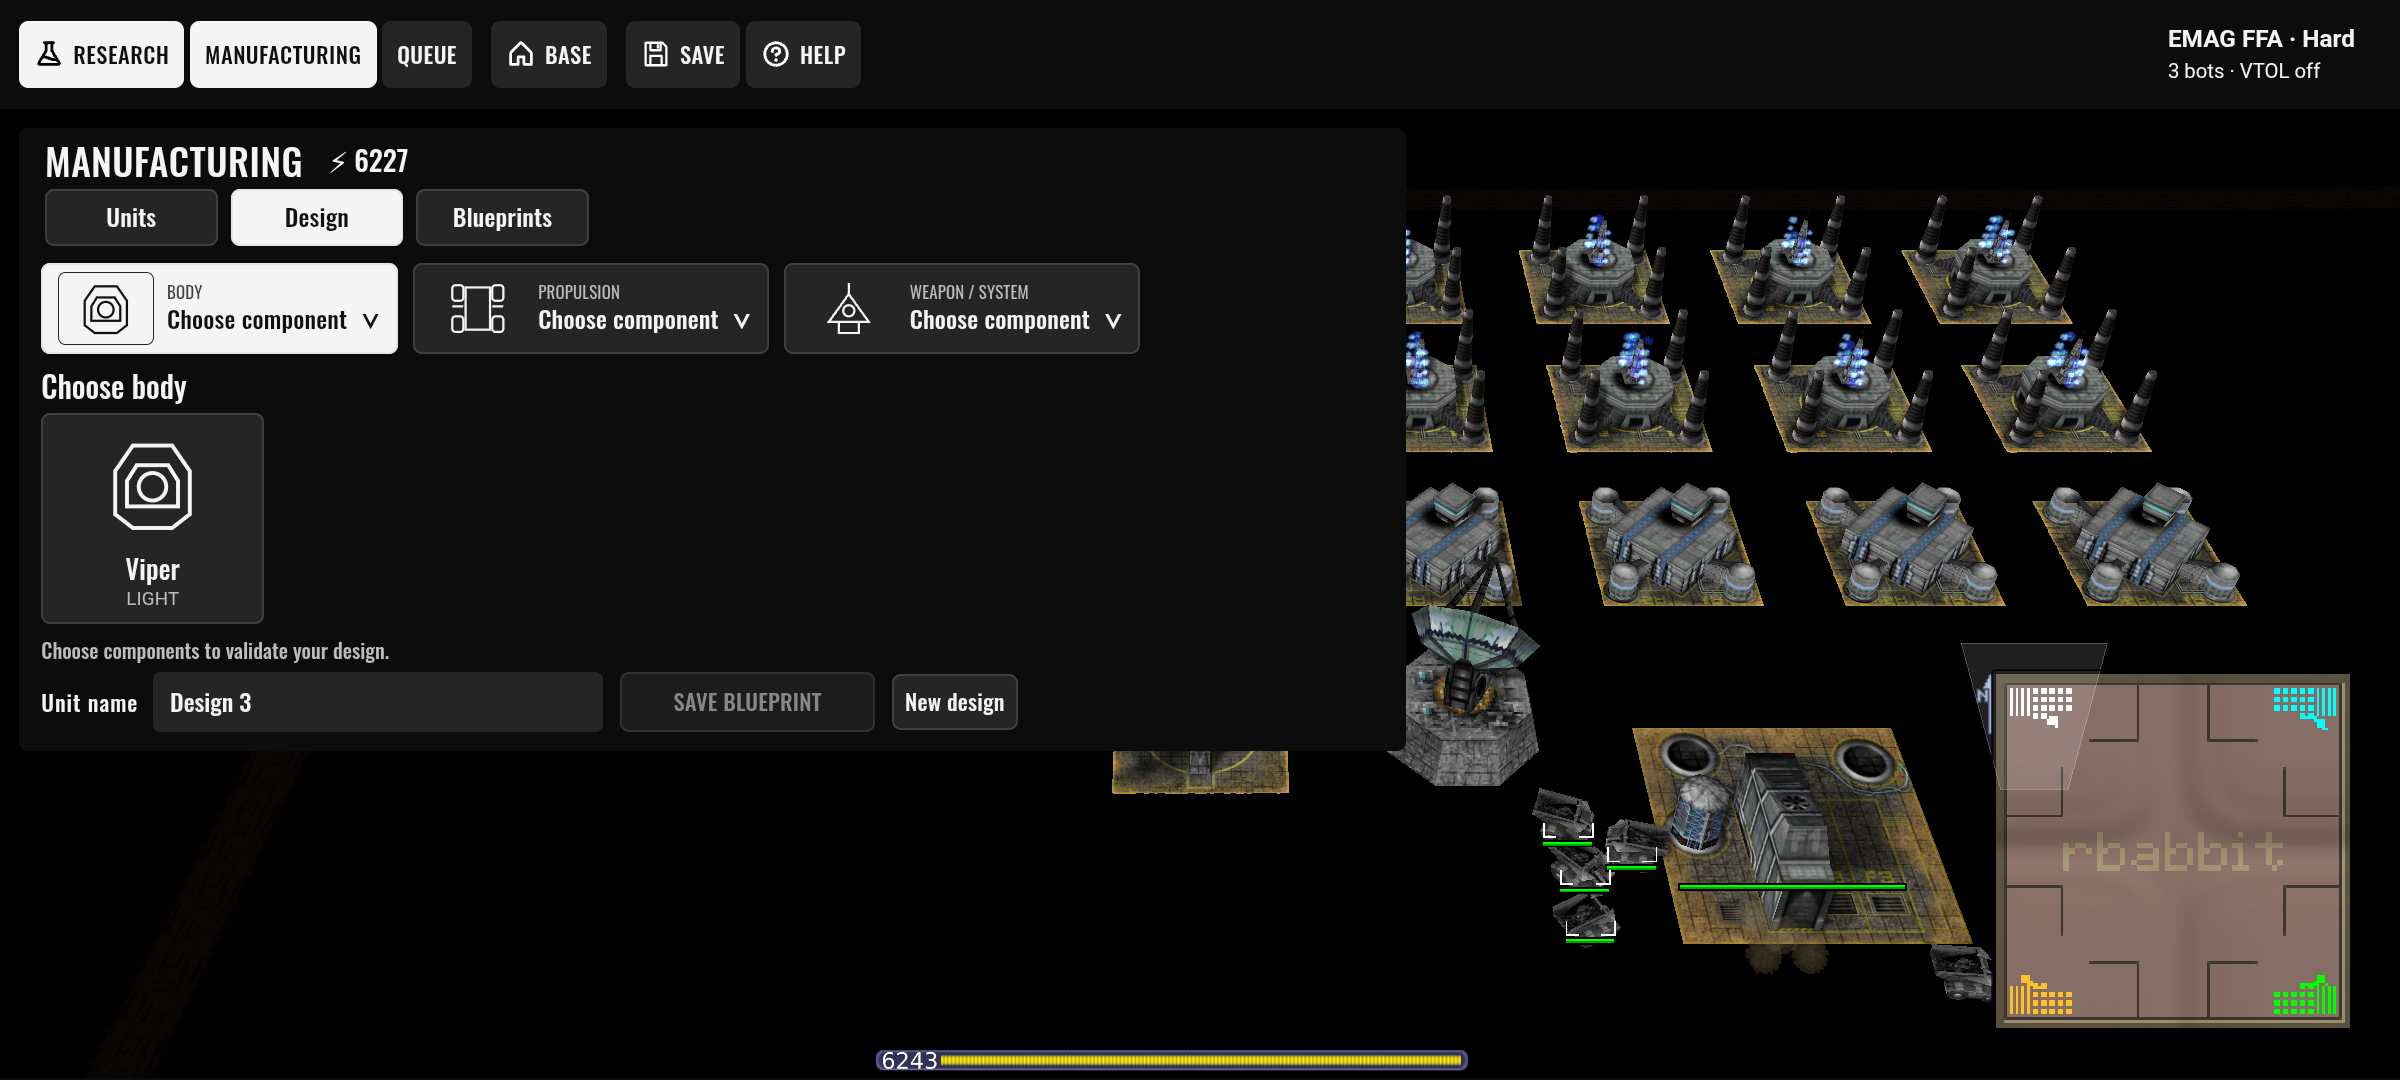 RESEARCH
MANUFACTURING
QUEUE
BASE
SAVE
HELP
EMAG FFA · Hard
3 bots · VTOL off
MANUFACTURING ⚡ 6227
Units
Design
Blueprints
BODY
Choose component
PROPULSION
Choose component
WEAPON / SYSTEM
Choose component
Choose body
Viper
LIGHT
Choose components to validate your design.
Unit name
Design 3
SAVE BLUEPRINT
New design
N
rbabbit
6243